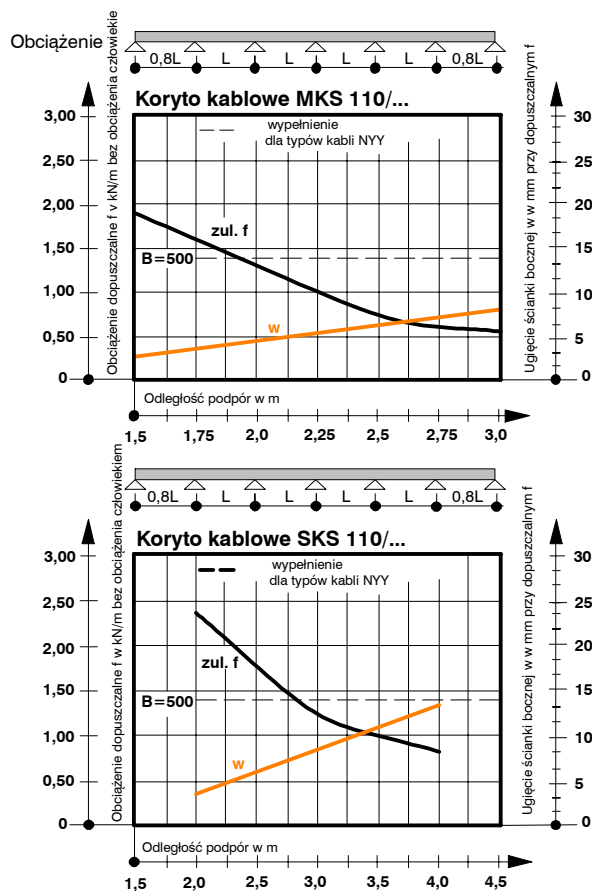 Obciążenie
0,8L L L L L 0,8L
Koryto kablowe MKS 110/...
wypełnienie
dla typów kabli NYY
Obciążenie dopuszczalne f v kN/m bez obciążenia człowiekie
Ugięcie ścianki bocznej w w mm przy dopuszczalnym f
3,00
2,50
2,00
1,50
1,00
0,50
0
30
25
20
15
10
5
0
zul. f
B=500
w
Odległość podpór w m
1,5 1,75 2,0 2,25 2,5 2,75 3,0
0,8L L L L L 0,8L
Koryto kablowe SKS 110/...
wypełnienie
dla typów kabli NYY
Obciążenie dopuszczalne f w kN/m bez obciążenia człowiekiem
Ugięcie ścianki bocznej w w mm przy dopuszczalnym f
3,00
2,50
2,00
1,50
1,00
0,50
0
30
25
20
15
10
5
0
zul. f
B=500
w
Odległość podpór w m
1,5 2,0 2,5 3,0 3,5 4,0 4,5